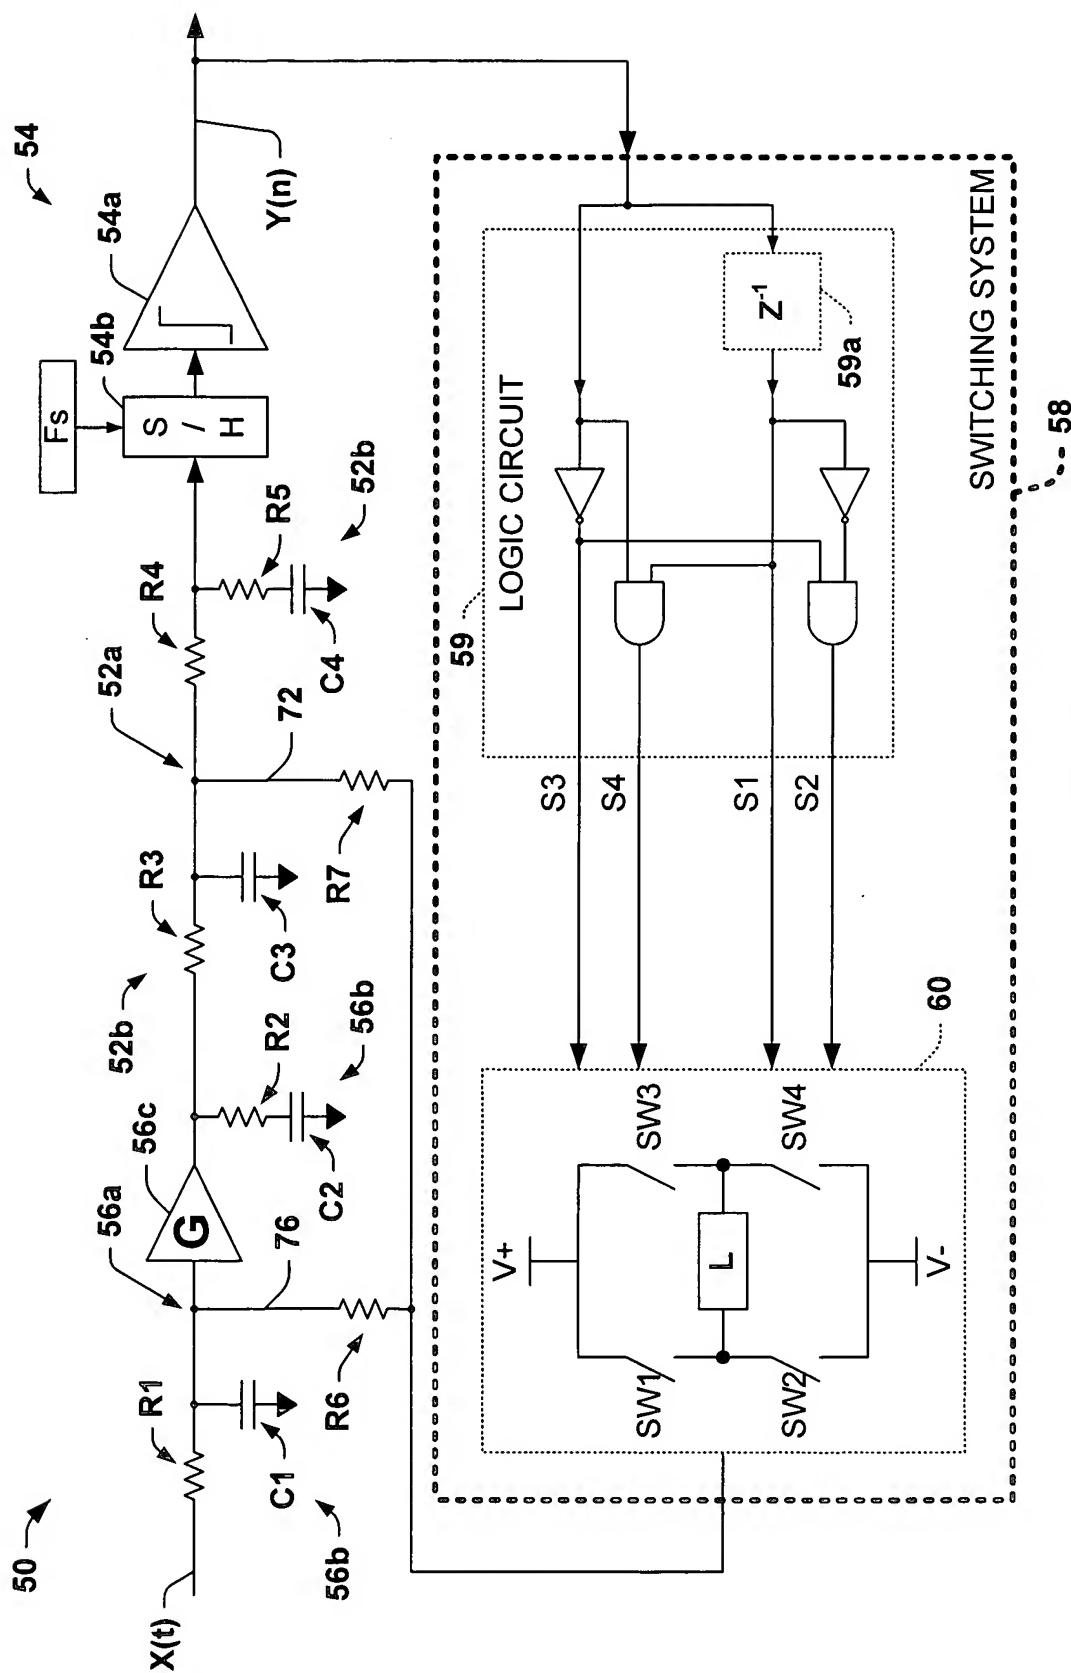 50
X(t)
R1
C1
56b
56a
76
R6
56c
G
R2
C2
56b
52b
R3
C3
52a
72
R7
R4
R5
C4
52b
Fs
54b
S / H
54a
54
Y(n)
SWITCHING SYSTEM
58
59
LOGIC CIRCUIT
Z-1
59a
S3
S4
S1
S2
60
V+
SW1
SW3
L
SW2
SW4
V-